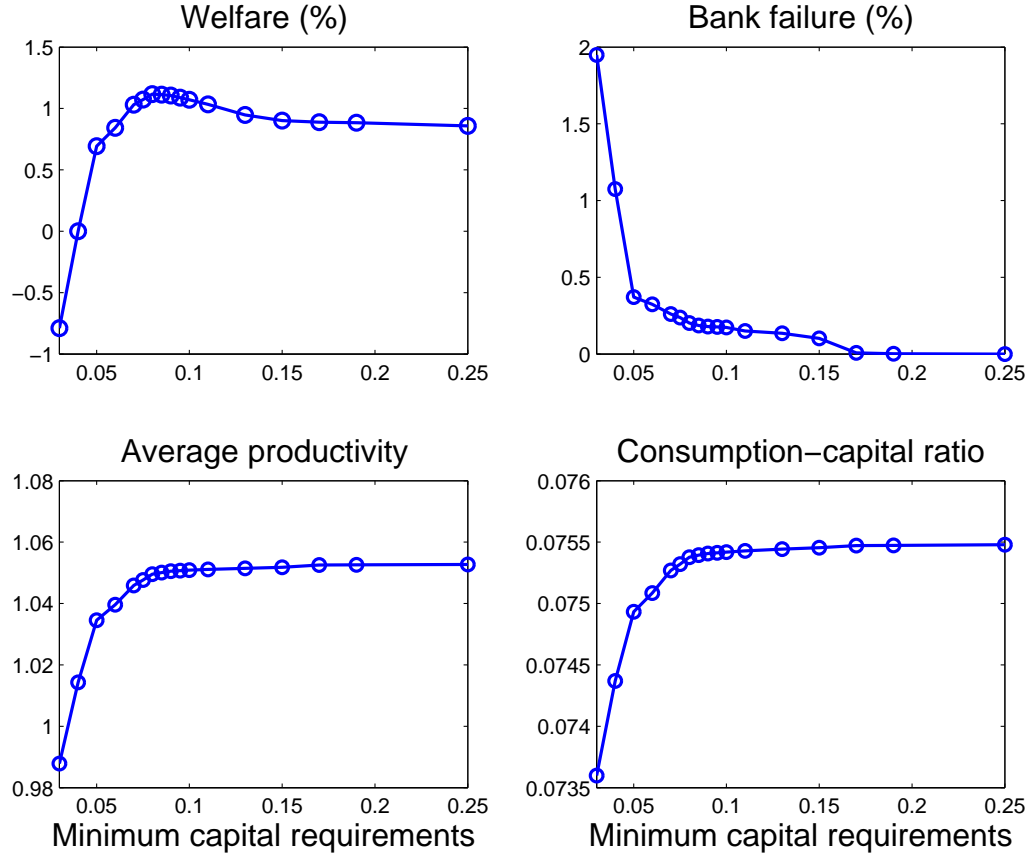 Welfare (%)
1.5
1
0.5
0
−0.5
−1
0.05 0.1 0.15 0.2 0.25
Bank failure (%)
2
1.5
1
0.5
0
0.05 0.1 0.15 0.2 0.25
Average productivity
1.08
1.06
1.04
1.02
1
0.98
0.05 0.1 0.15 0.2 0.25
Minimum capital requirements
Consumption−capital ratio
0.076
0.0755
0.075
0.0745
0.074
0.0735
0.05 0.1 0.15 0.2 0.25
Minimum capital requirements